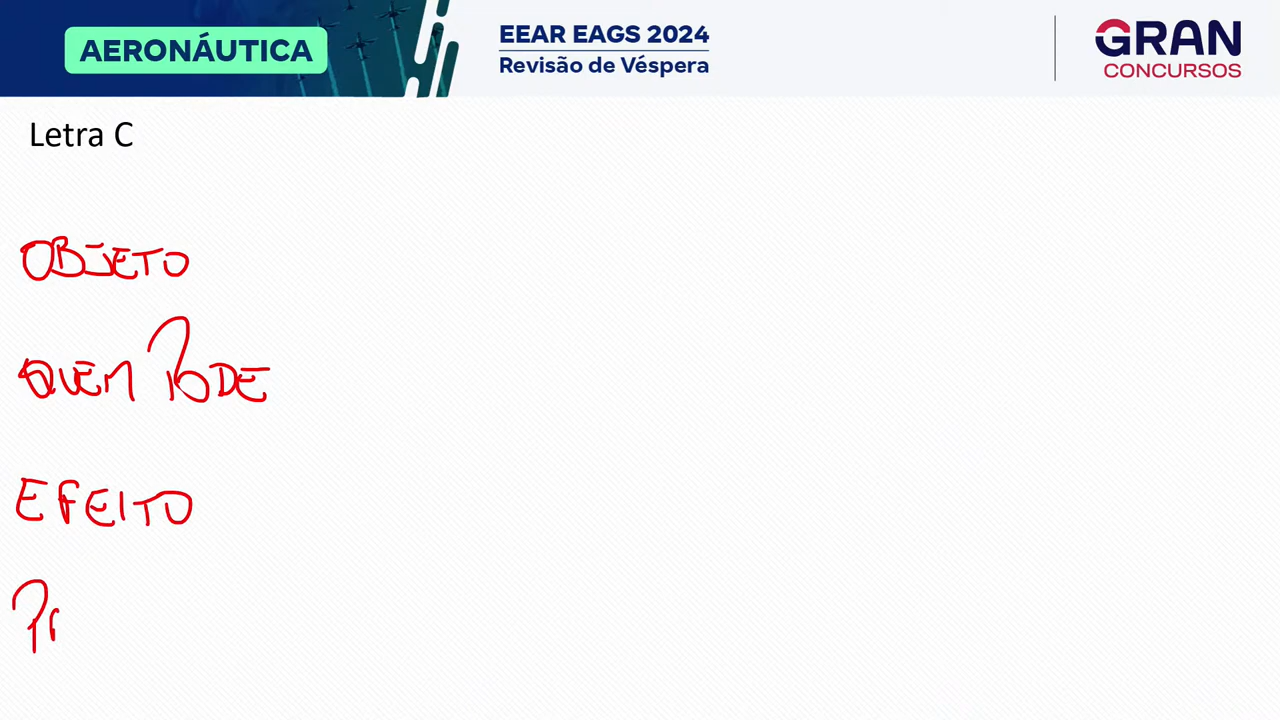 AERONÁUTICA
EEAR EAGS 2024
Revisão de Véspera
GRAN
CONCURSOS
Letra C
OBJETO
QUEM PODE
EFEITO